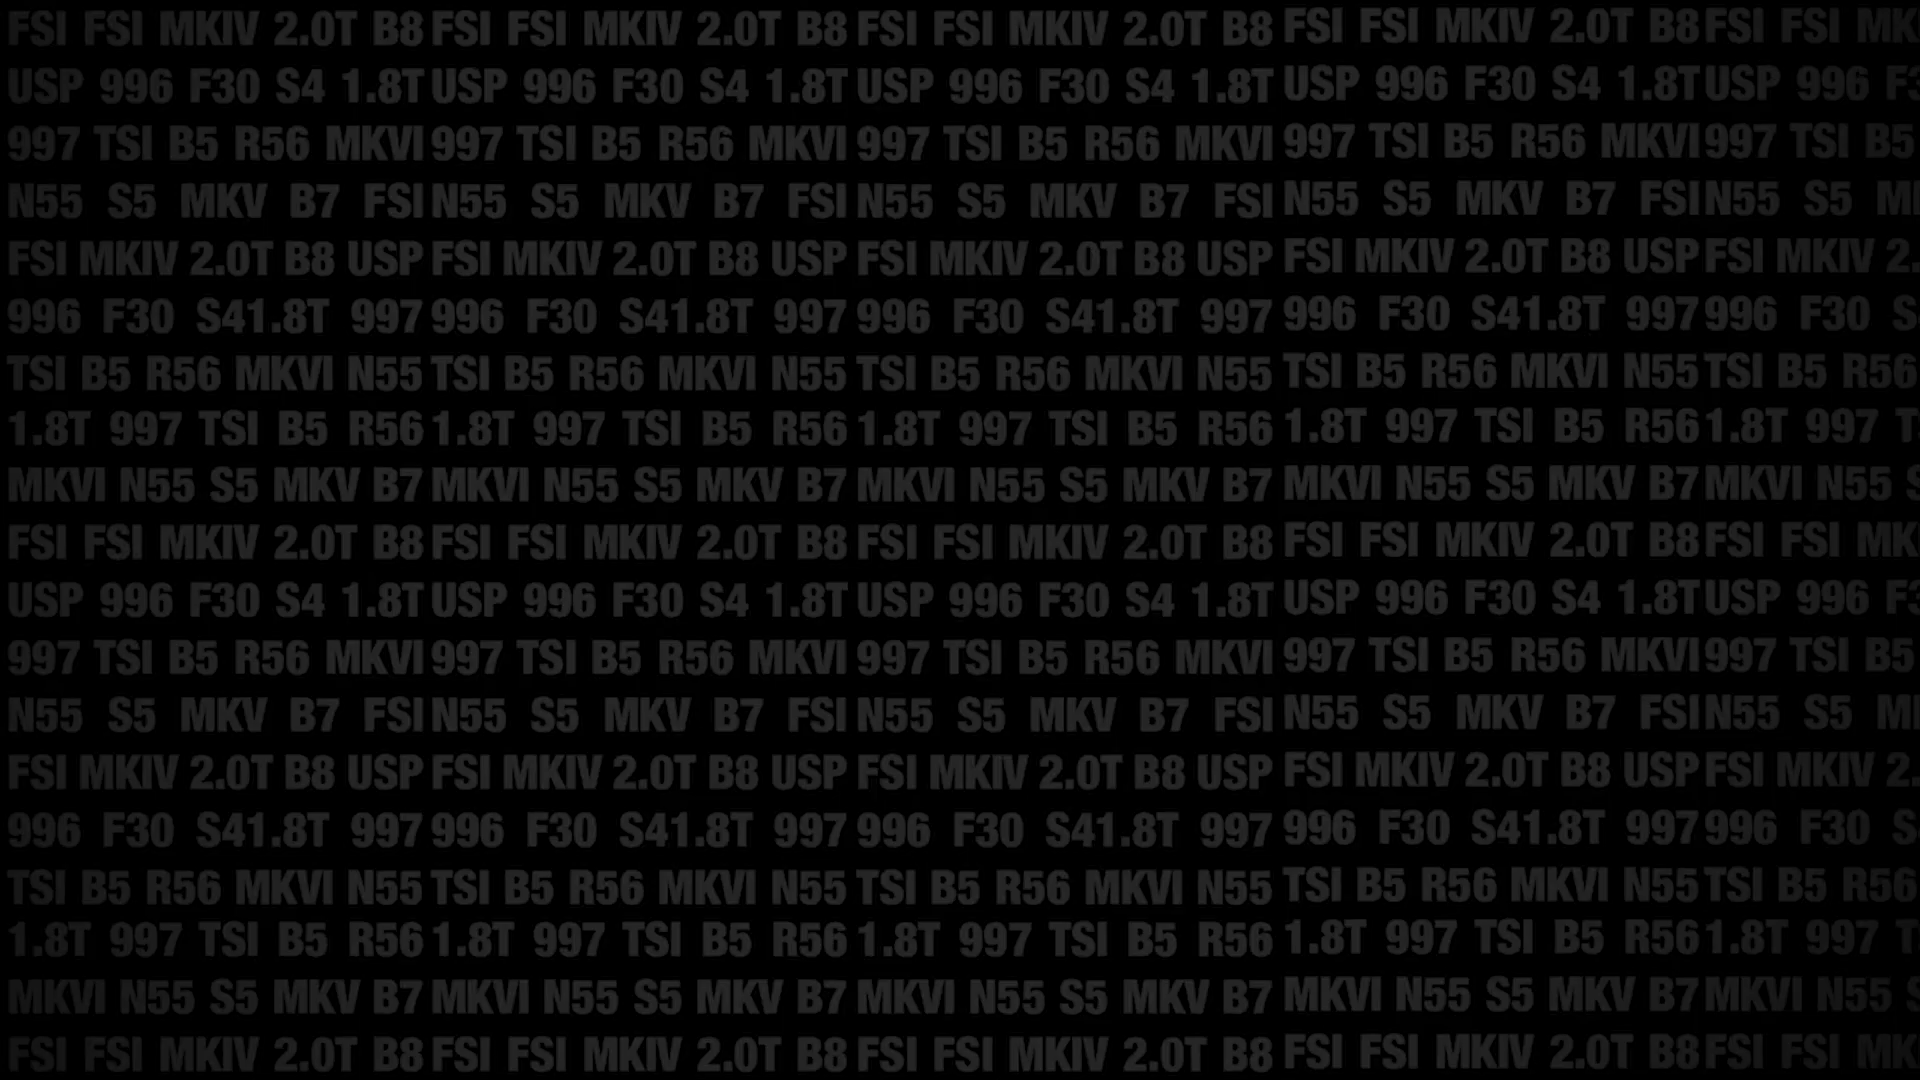 FSI FSI MKIV 2.0T B8 FSI FSI MKIV 2.0T B8 FSI FSI MKIV 2.0T B8 FSI FSI MKIV 2.0T B8 FSI FSI MK
USP 996 F30 S4 1.8T USP 996 F30 S4 1.8T USP 996 F30 S4 1.8T USP 996 F30 S4 1.8T USP 996 F3
997 TSI B5 R56 MKVI 997 TSI B5 R56 MKVI 997 TSI B5 R56 MKVI 997 TSI B5 R56 MKVI 997 TSI B5
N55 S5 MKV B7 FSI N55 S5 MKV B7 FSI N55 S5 MKV B7 FSI N55 S5 MKV B7 FSI N55 S5 M
FSI MKIV 2.0T B8 USP FSI MKIV 2.0T B8 USP FSI MKIV 2.0T B8 USP FSI MKIV 2.0T B8 USP FSI MKIV 2.
996 F30 S41.8T 997 996 F30 S41.8T 997 996 F30 S41.8T 997 996 F30 S41.8T 997 996 F30 S
TSI B5 R56 MKVI N55 TSI B5 R56 MKVI N55 TSI B5 R56 MKVI N55 TSI B5 R56 MKVI N55 TSI B5 R56
1.8T 997 TSI B5 R56 1.8T 997 TSI B5 R56 1.8T 997 TSI B5 R56 1.8T 997 TSI B5 R56 1.8T 997 T
MKVI N55 S5 MKV B7 MKVI N55 S5 MKV B7 MKVI N55 S5 MKV B7 MKVI N55 S5 MKV B7 MKVI N55 S
FSI FSI MKIV 2.0T B8 FSI FSI MKIV 2.0T B8 FSI FSI MKIV 2.0T B8 FSI FSI MKIV 2.0T B8 FSI FSI MK
USP 996 F30 S4 1.8T USP 996 F30 S4 1.8T USP 996 F30 S4 1.8T USP 996 F30 S4 1.8T USP 996 F3
997 TSI B5 R56 MKVI 997 TSI B5 R56 MKVI 997 TSI B5 R56 MKVI 997 TSI B5 R56 MKVI 997 TSI B5
N55 S5 MKV B7 FSI N55 S5 MKV B7 FSI N55 S5 MKV B7 FSI N55 S5 MKV B7 FSI N55 S5 M
FSI MKIV 2.0T B8 USP FSI MKIV 2.0T B8 USP FSI MKIV 2.0T B8 USP FSI MKIV 2.0T B8 USP FSI MKIV 2.
996 F30 S41.8T 997 996 F30 S41.8T 997 996 F30 S41.8T 997 996 F30 S41.8T 997 996 F30 S
TSI B5 R56 MKVI N55 TSI B5 R56 MKVI N55 TSI B5 R56 MKVI N55 TSI B5 R56 MKVI N55 TSI B5 R56
1.8T 997 TSI B5 R56 1.8T 997 TSI B5 R56 1.8T 997 TSI B5 R56 1.8T 997 TSI B5 R56 1.8T 997 T
MKVI N55 S5 MKV B7 MKVI N55 S5 MKV B7 MKVI N55 S5 MKV B7 MKVI N55 S5 MKV B7 MKVI N55 S
FSI FSI MKIV 2.0T B8 FSI FSI MKIV 2.0T B8 FSI FSI MKIV 2.0T B8 FSI FSI MKIV 2.0T B8 FSI FSI MK